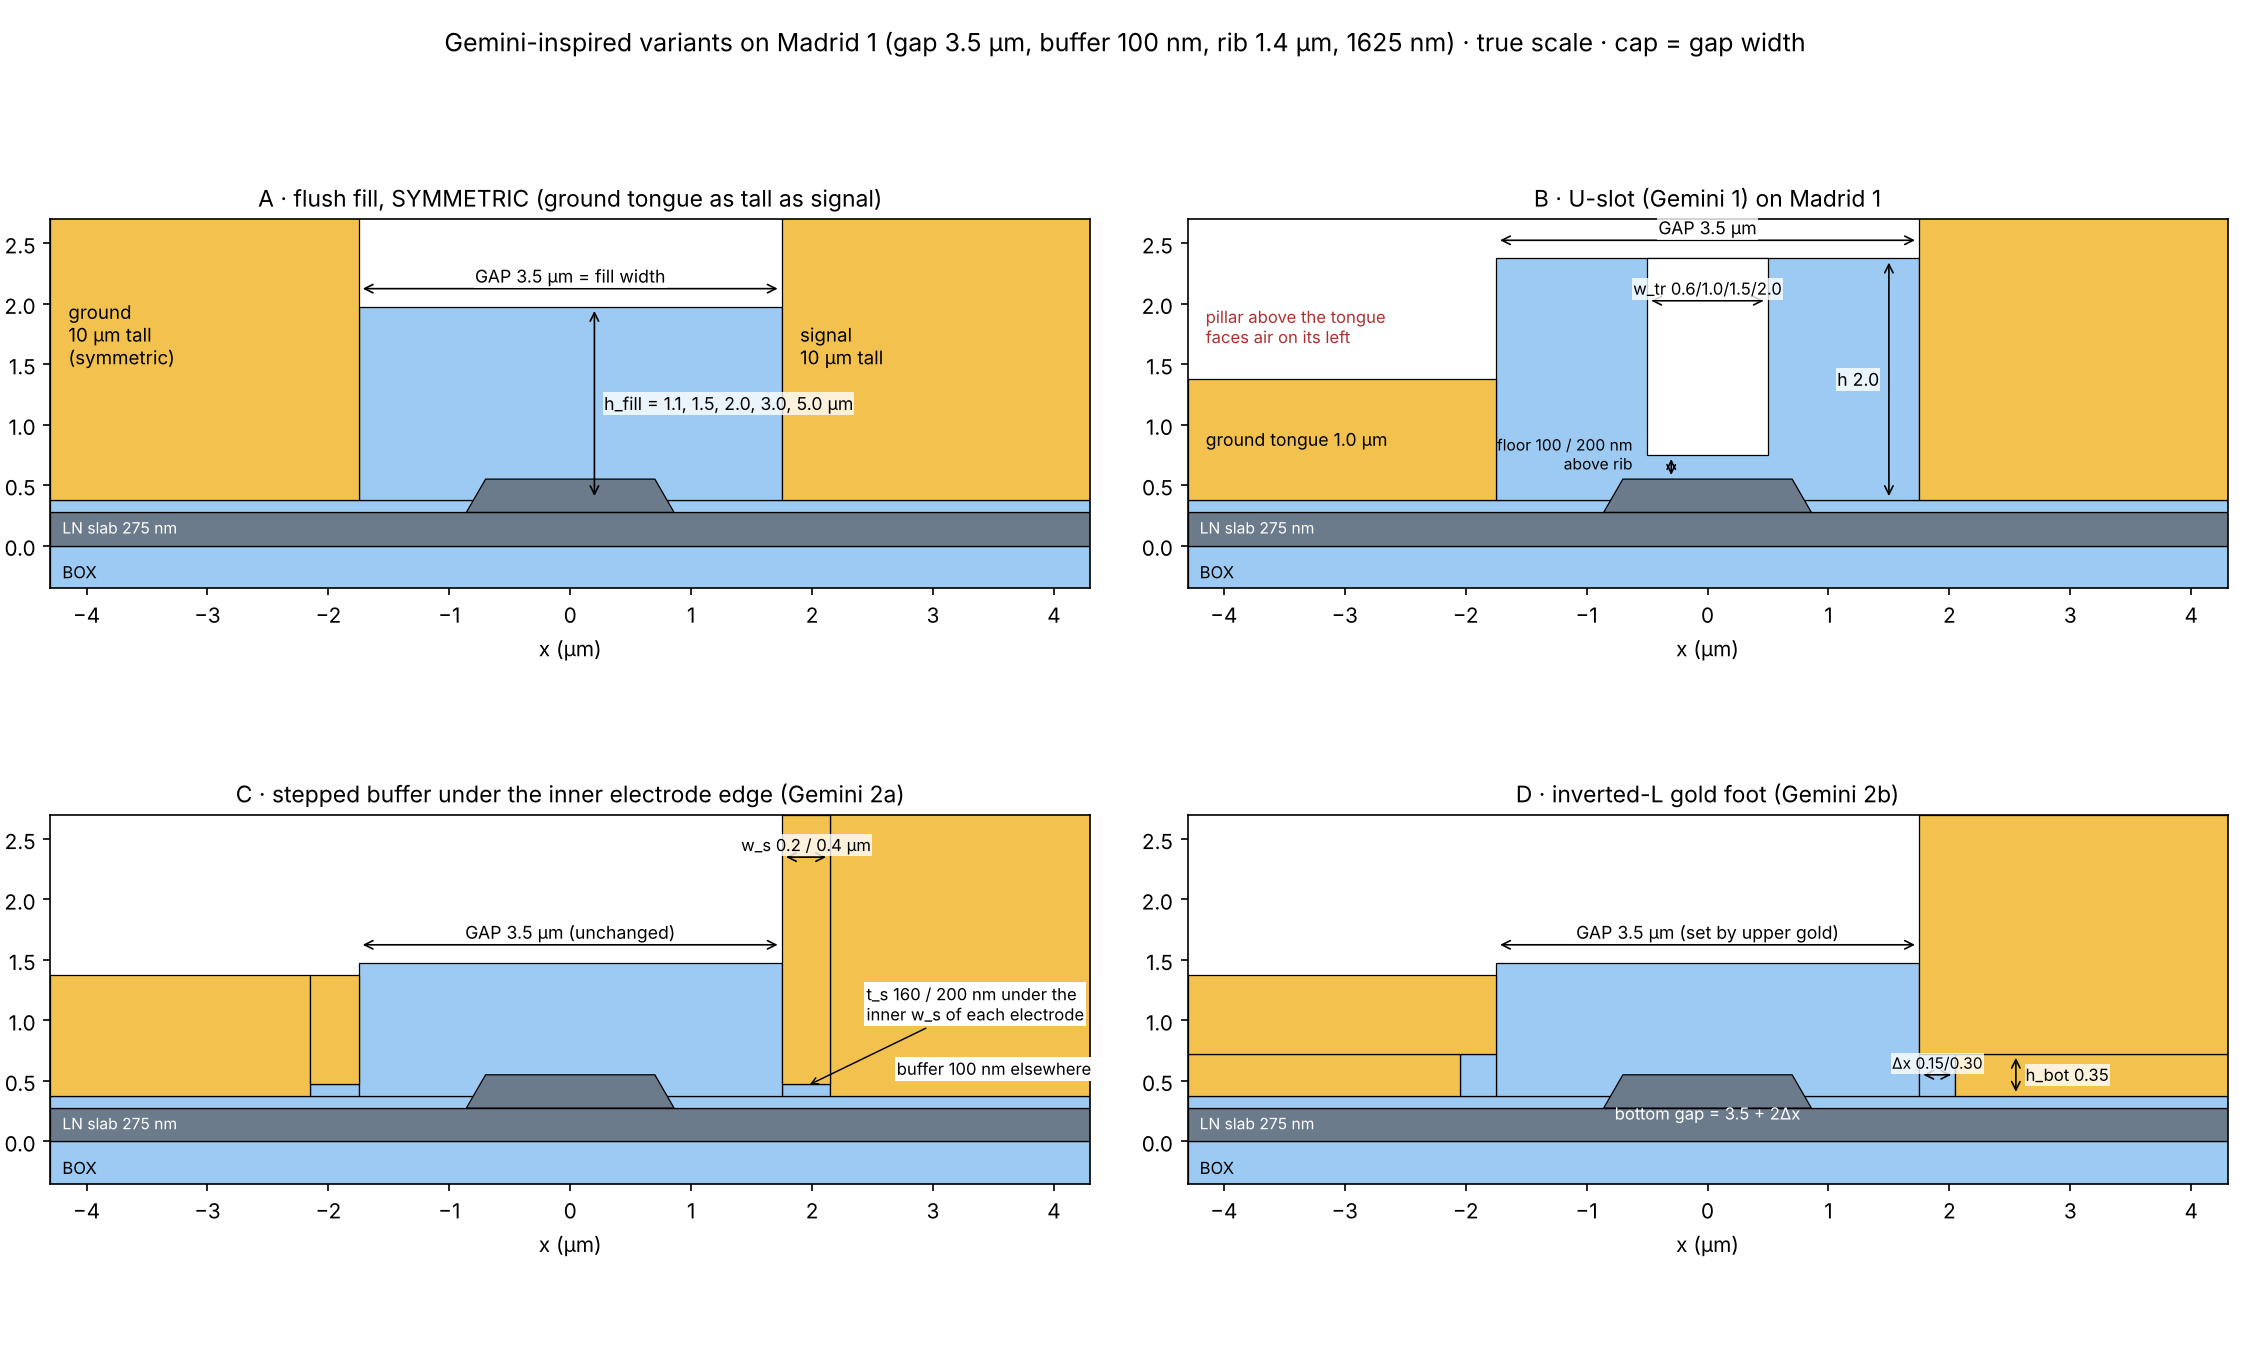 Gemini-inspired variants on Madrid 1 (gap 3.5 µm, buffer 100 nm, rib 1.4 µm, 1625 nm) · true scale · cap = gap width
A · flush fill, SYMMETRIC (ground tongue as tall as signal)
2.5
2.0
1.5
1.0
0.5
0.0
GAP 3.5 µm = fill width
ground
10 µm tall
(symmetric)
signal
10 µm tall
h_fill = 1.1, 1.5, 2.0, 3.0, 5.0 µm
LN slab 275 nm
BOX
−4 −3 −2 −1 0 1 2 3 4
x (µm)
B · U-slot (Gemini 1) on Madrid 1
2.5
2.0
1.5
1.0
0.5
0.0
GAP 3.5 µm
w_tr 0.6/1.0/1.5/2.0
pillar above the tongue
faces air on its left
h 2.0
ground tongue 1.0 µm
floor 100 / 200 nm
above rib
LN slab 275 nm
BOX
−4 −3 −2 −1 0 1 2 3 4
x (µm)
C · stepped buffer under the inner electrode edge (Gemini 2a)
2.5
2.0
1.5
1.0
0.5
0.0
w_s 0.2 / 0.4 µm
GAP 3.5 µm (unchanged)
t_s 160 / 200 nm under the
inner w_s of each electrode
buffer 100 nm elsewhere
LN slab 275 nm
BOX
−4 −3 −2 −1 0 1 2 3 4
x (µm)
D · inverted-L gold foot (Gemini 2b)
2.5
2.0
1.5
1.0
0.5
0.0
GAP 3.5 µm (set by upper gold)
Δx 0.15/0.30
h_bot 0.35
bottom gap = 3.5 + 2Δx
LN slab 275 nm
BOX
−4 −3 −2 −1 0 1 2 3 4
x (µm)